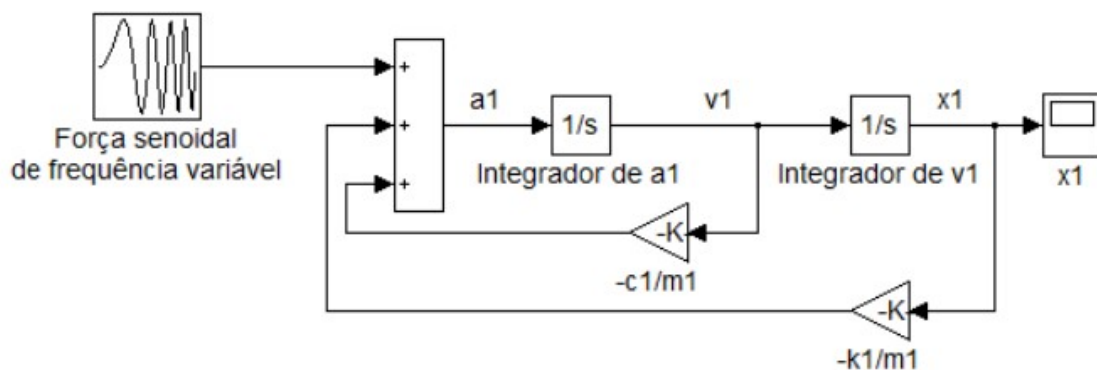 Força senoidal
de frequência variável
+
+
+
a1
1/s
Integrador de a1
v1
1/s
Integrador de v1
x1
x1
-K
-c1/m1
-K
-k1/m1